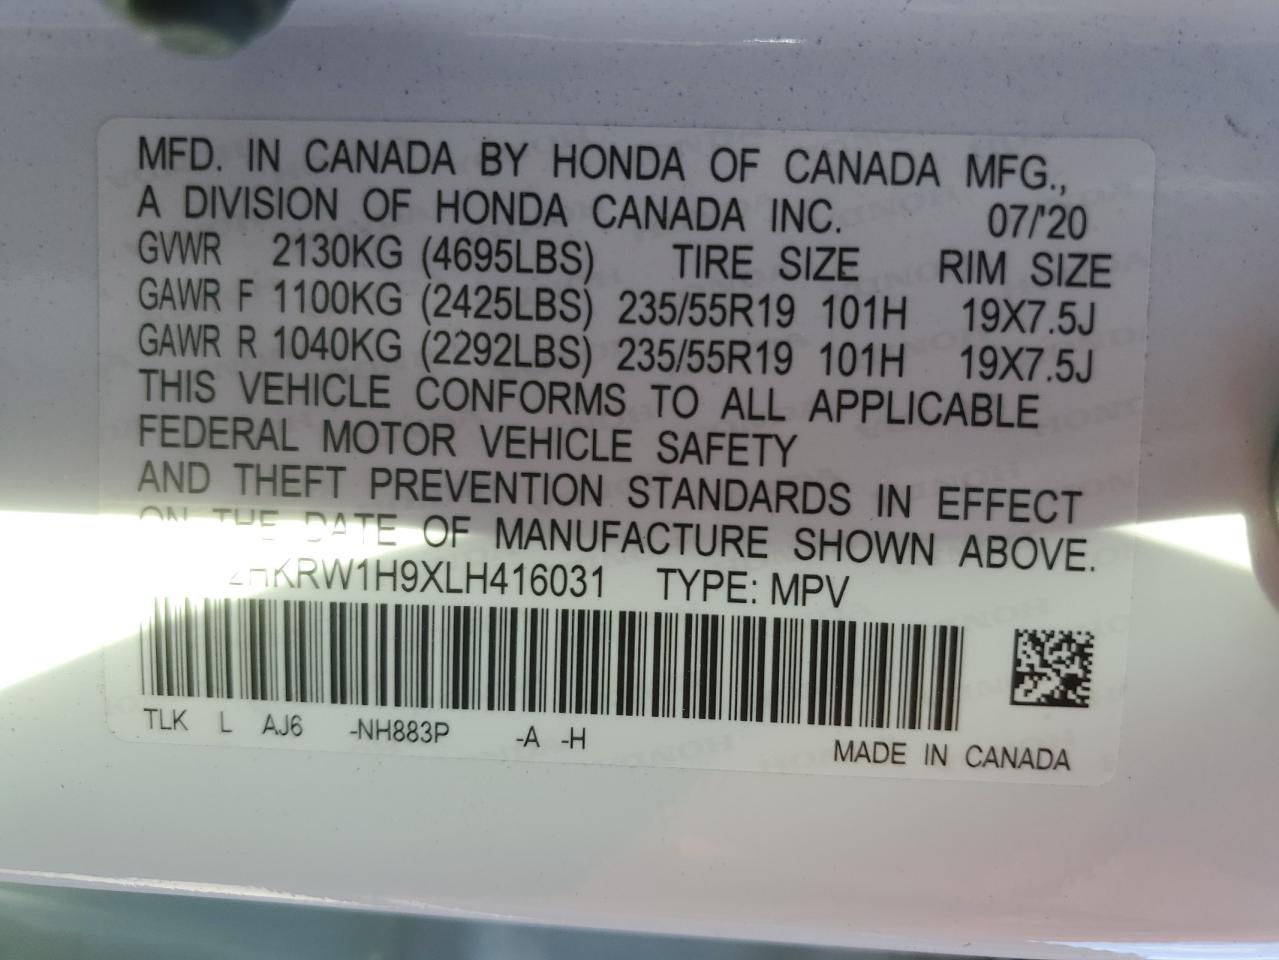 MFD. IN CANADA BY HONDA OF CANADA MFG.,
A DIVISION OF HONDA CANADA INC. 07/'20
GVWR 2130KG (4695LBS) TIRE SIZE RIM SIZE
GAWR F 1100KG (2425LBS) 235/55R19 101H 19X7.5J
GAWR R 1040KG (2292LBS) 235/55R19 101H 19X7.5J
THIS VEHICLE CONFORMS TO ALL APPLICABLE
FEDERAL MOTOR VEHICLE SAFETY
AND THEFT PREVENTION STANDARDS IN EFFECT
ON THE DATE OF MANUFACTURE SHOWN ABOVE.
2HKRW1H9XLH416031 TYPE: MPV
TLK L AJ6 -NH883P -A -H
MADE IN CANADA